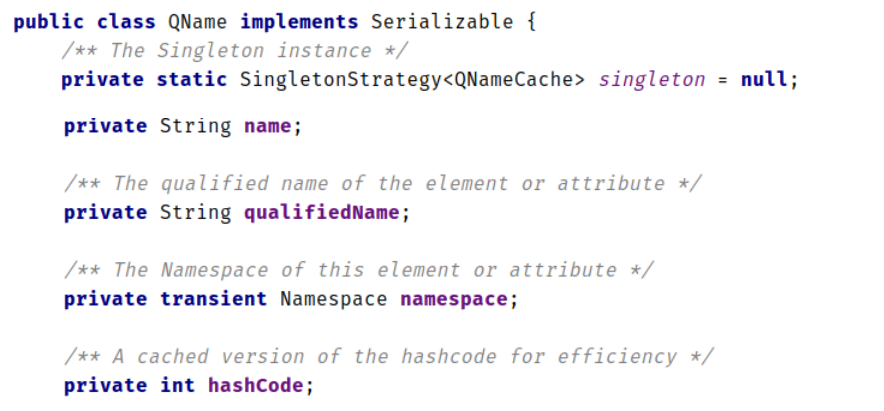 public class QName implements Serializable {
/** The Singleton instance */
private static SingletonStrategy<QNameCache> singleton = null;
private String name;
/** The qualified name of the element or attribute */
private String qualifiedName;
/** The Namespace of this element or attribute */
private transient Namespace namespace;
/** A cached version of the hashcode for efficiency */
private int hashCode;